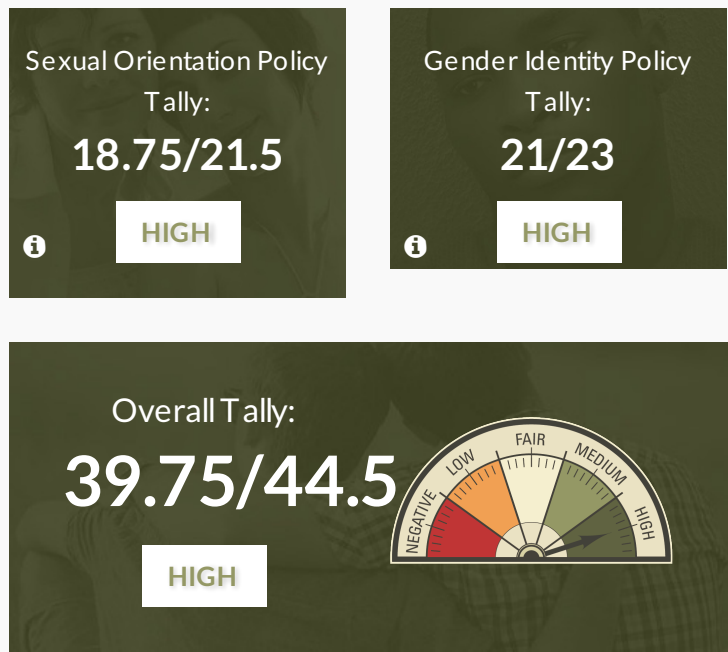 Sexual Orientation Policy
Tally:
18.75/21.5
HIGH
Gender Identity Policy
Tally:
21/23
HIGH
Overall Tally:
39.75/44.5
HIGH
NEGATIVE
LOW
FAIR
MEDIUM
HIGH